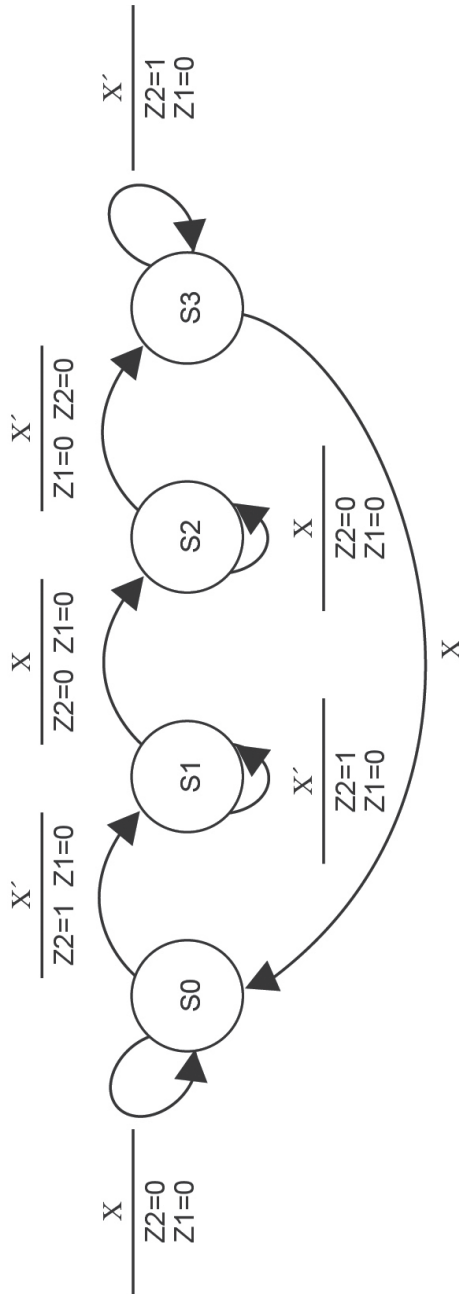 X
Z2=0
Z1=0
S0
X´
Z2=1 Z1=0
S1
X´
Z2=1
Z1=0
X
Z2=0 Z1=0
S2
X
Z2=0
Z1=0
X´
Z1=0 Z2=0
S3
X´
Z2=1
Z1=0
X